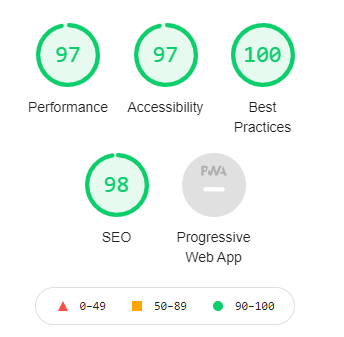 97 97 100
Performance Accessibility Best
Practices
98 PWA
SEO Progressive
Web App
0–49 50–89 90–100